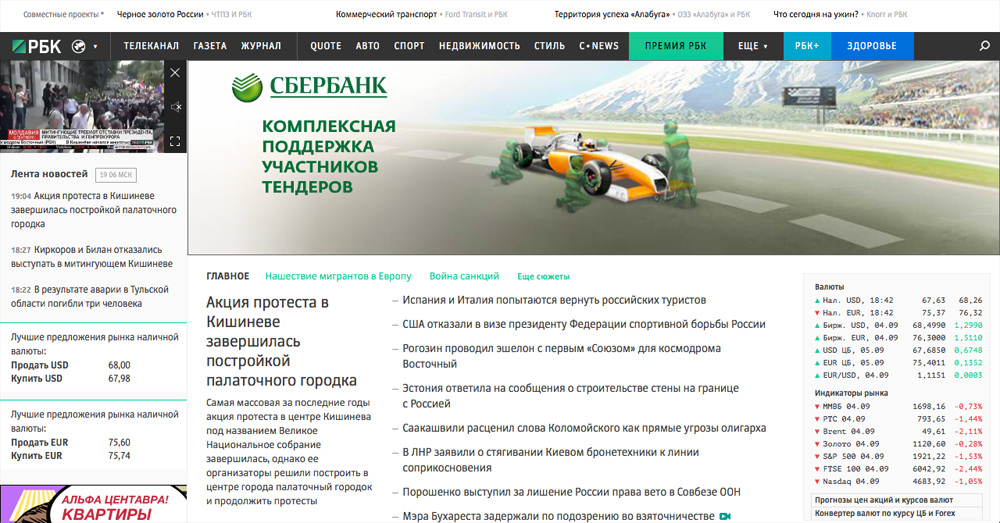 Совместные проекты *
Черное золото России • ЧТПЗ И РБК
Коммерческий транспорт • Ford Transit и РБК
Территория успеха «Алабуга» • ОЭЗ «Алабуга» и РБК
Что сегодня на ужин? • Knorr и РБК
РБК
ТЕЛЕКАНАЛ ГАЗЕТА ЖУРНАЛ QUOTE АВТО СПОРТ НЕДВИЖИМОСТЬ СТИЛЬ C•NEWS ПРЕМИЯ РБК ЕЩЕ РБК+ ЗДОРОВЬЕ
МОЛДАВИЯ
МИТИНГУЮЩИЕ ТРЕБУЮТ ОТСТАВКИ ПРЕЗИДЕНТА,
ПРАВИТЕЛЬСТВА И ГЕНПРОКУРОРА
Лента новостей 19 06 МСК
19:04 Акция протеста в Кишиневе
завершилась постройкой палаточного
городка
18:27 Киркоров и Билан отказались
выступать в митингующем Кишиневе
18:22 В результате аварии в Тульской
области погибли три человека
Лучшие предложения рынка наличной
валюты:
Продать USD 68,00
Купить USD 67,98
Лучшие предложения рынка наличной
валюты:
Продать EUR 75,60
Купить EUR 75,74
АЛЬФА ЦЕНТАВРА!
КВАРТИРЫ
СБЕРБАНК
КОМПЛЕКСНАЯ
ПОДДЕРЖКА
УЧАСТНИКОВ
ТЕНДЕРОВ
ГЛАВНОЕ Нашествие мигрантов в Европу Война санкций Еще сюжеты
Акция протеста в
Кишиневе
завершилась
постройкой
палаточного городка
Самая массовая за последние годы
акция протеста в центре Кишинева
под названием Великое
Национальное собрание
завершилась, однако ее
организаторы решили построить в
центре города палаточный городок
и продолжить протесты
— Испания и Италия попытаются вернуть российских туристов
— США отказали в визе президенту Федерации спортивной борьбы России
— Рогозин проводил эшелон с первым «Союзом» для космодрома
Восточный
— Эстония ответила на сообщения о строительстве стены на границе
с Россией
— Саакашвили расценил слова Коломойского как прямые угрозы олигарха
— В ЛНР заявили о стягивании Киевом бронетехники к линии
соприкосновения
— Порошенко выступил за лишение России права вето в Совбезе ООН
— Мэра Бухареста задержали по подозрению во взяточничестве
Валюты
Нал. USD, 18:42 67,63 68,26
Нал. EUR, 18:42 75,37 76,32
Бирж. USD, 04.09 68,4990 1,2990
Бирж. EUR, 04.09 76,3000 1,5110
USD ЦБ, 05.09 67,6850 0,6748
EUR ЦБ, 05.09 75,4011 0,1352
EUR/USD, 04.09 1,1151 0,0003
Индикаторы рынка
ММВБ 04.09 1698,16 -0,73%
РТС 04.09 793,65 -1,44%
Brent 04.09 49,61 -2,11%
Золото 04.09 1120,60 -0,28%
S&P 500 04.09 1921,22 -1,53%
FTSE 100 04.09 6042,92 -2,44%
Nasdaq 04.09 4683,92 -1,05%
Прогнозы цен акций и курсов валют
Конвертер валют по курсу ЦБ и Forex